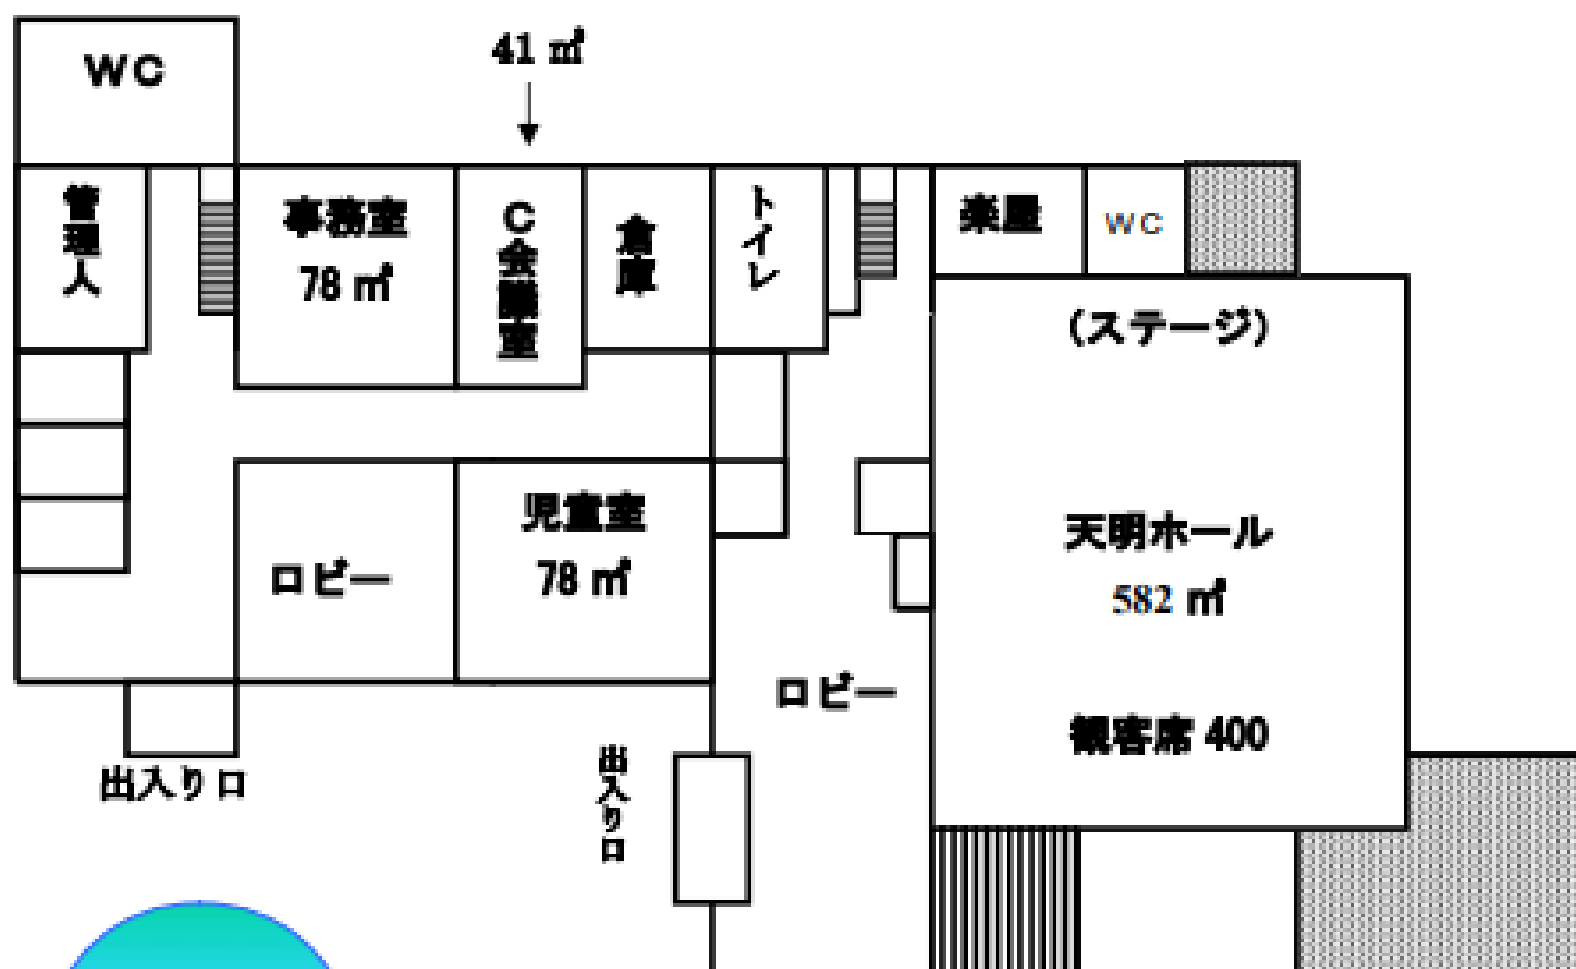 WC
41 ㎡
管理人
事務室
78 ㎡
C会議室
倉庫
トイレ
楽屋
WC
(ステージ)
児童室
78 ㎡
ロビー
天明ホール
582 ㎡
ロビー
観客席 400
出入り口
出入り口